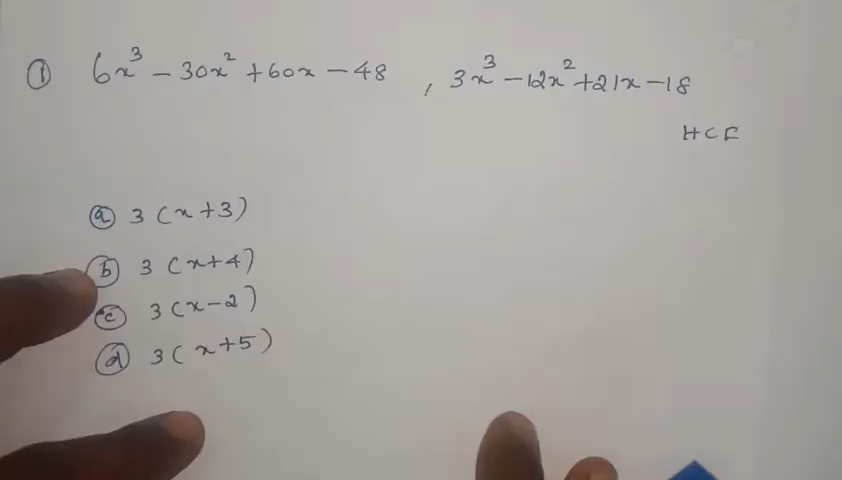 ① 6x³ − 30x² + 60x − 48 , 3x³ − 12x² + 21x − 18
HCF
ⓐ 3 (x + 3)
ⓑ 3 (x + 4)
ⓒ 3 (x − 2)
ⓓ 3 (x + 5)